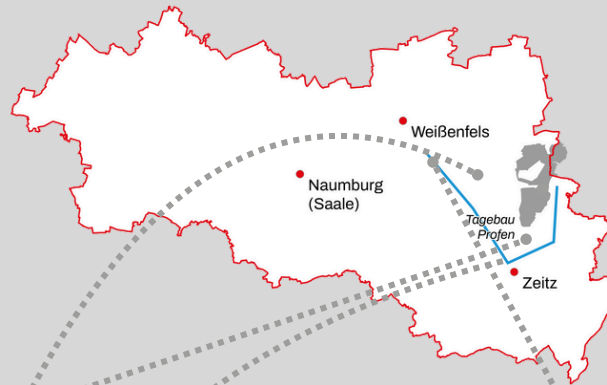 Weißenfels
Naumburg
(Saale)
Tagebau
Profen
Zeitz